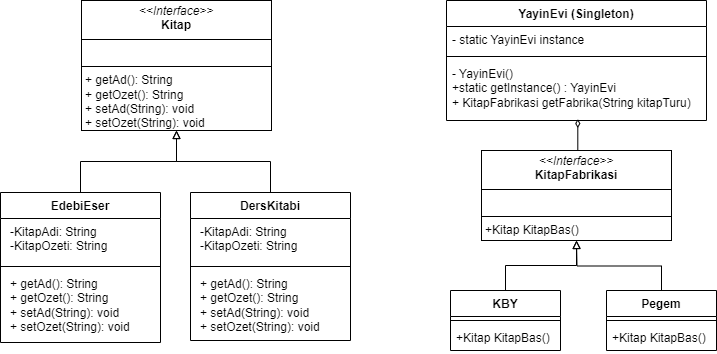 <<Interface>>
Kitap
+ getAd(): String
+ getOzet(): String
+ setAd(String): void
+ setOzet(String): void
EdebiEser
-KitapAdi: String
-KitapOzeti: String
+ getAd(): String
+ getOzet(): String
+ setAd(String): void
+ setOzet(String): void
DersKitabi
-KitapAdi: String
-KitapOzeti: String
+ getAd(): String
+ getOzet(): String
+ setAd(String): void
+ setOzet(String): void
YayinEvi (Singleton)
- static YayinEvi instance
- YayinEvi()
+static getInstance() : YayinEvi
+ KitapFabrikasi getFabrika(String kitapTuru)
<<Interface>>
KitapFabrikasi
+Kitap KitapBas()
KBY
+Kitap KitapBas()
Pegem
+Kitap KitapBas()